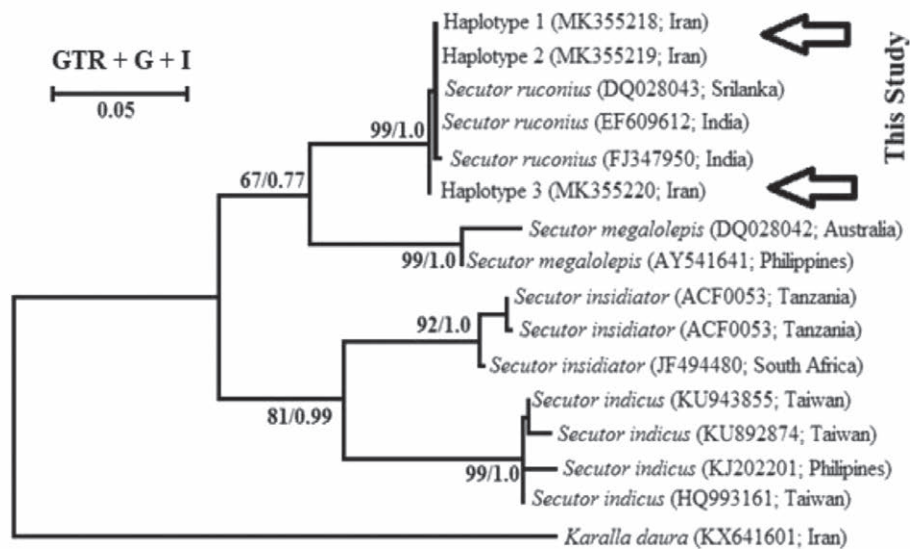 Haplotype 1 (MK355218; Iran)
GTR + G + I
Haplotype 2 (MK355219; Iran)
0.05
Secutor ruconius (DQ028043; Srilanka)
This Study
99/1.0
Secutor ruconius (EF609612; India)
Secutor ruconius (FJ347950; India)
67/0.77
Haplotype 3 (MK355220; Iran)
Secutor megalolepis (DQ028042; Australia)
99/1.0
Secutor megalolepis (AY541641; Philippines)
Secutor insidiator (ACF0053; Tanzania)
92/1.0
Secutor insidiator (ACF0053; Tanzania)
Secutor insidiator (JF494480; South Africa)
81/0.99
Secutor indicus (KU943855; Taiwan)
Secutor indicus (KU892874; Taiwan)
99/1.0
Secutor indicus (KJ202201; Philipines)
Secutor indicus (HQ993161; Taiwan)
Karalla daura (KX641601; Iran)